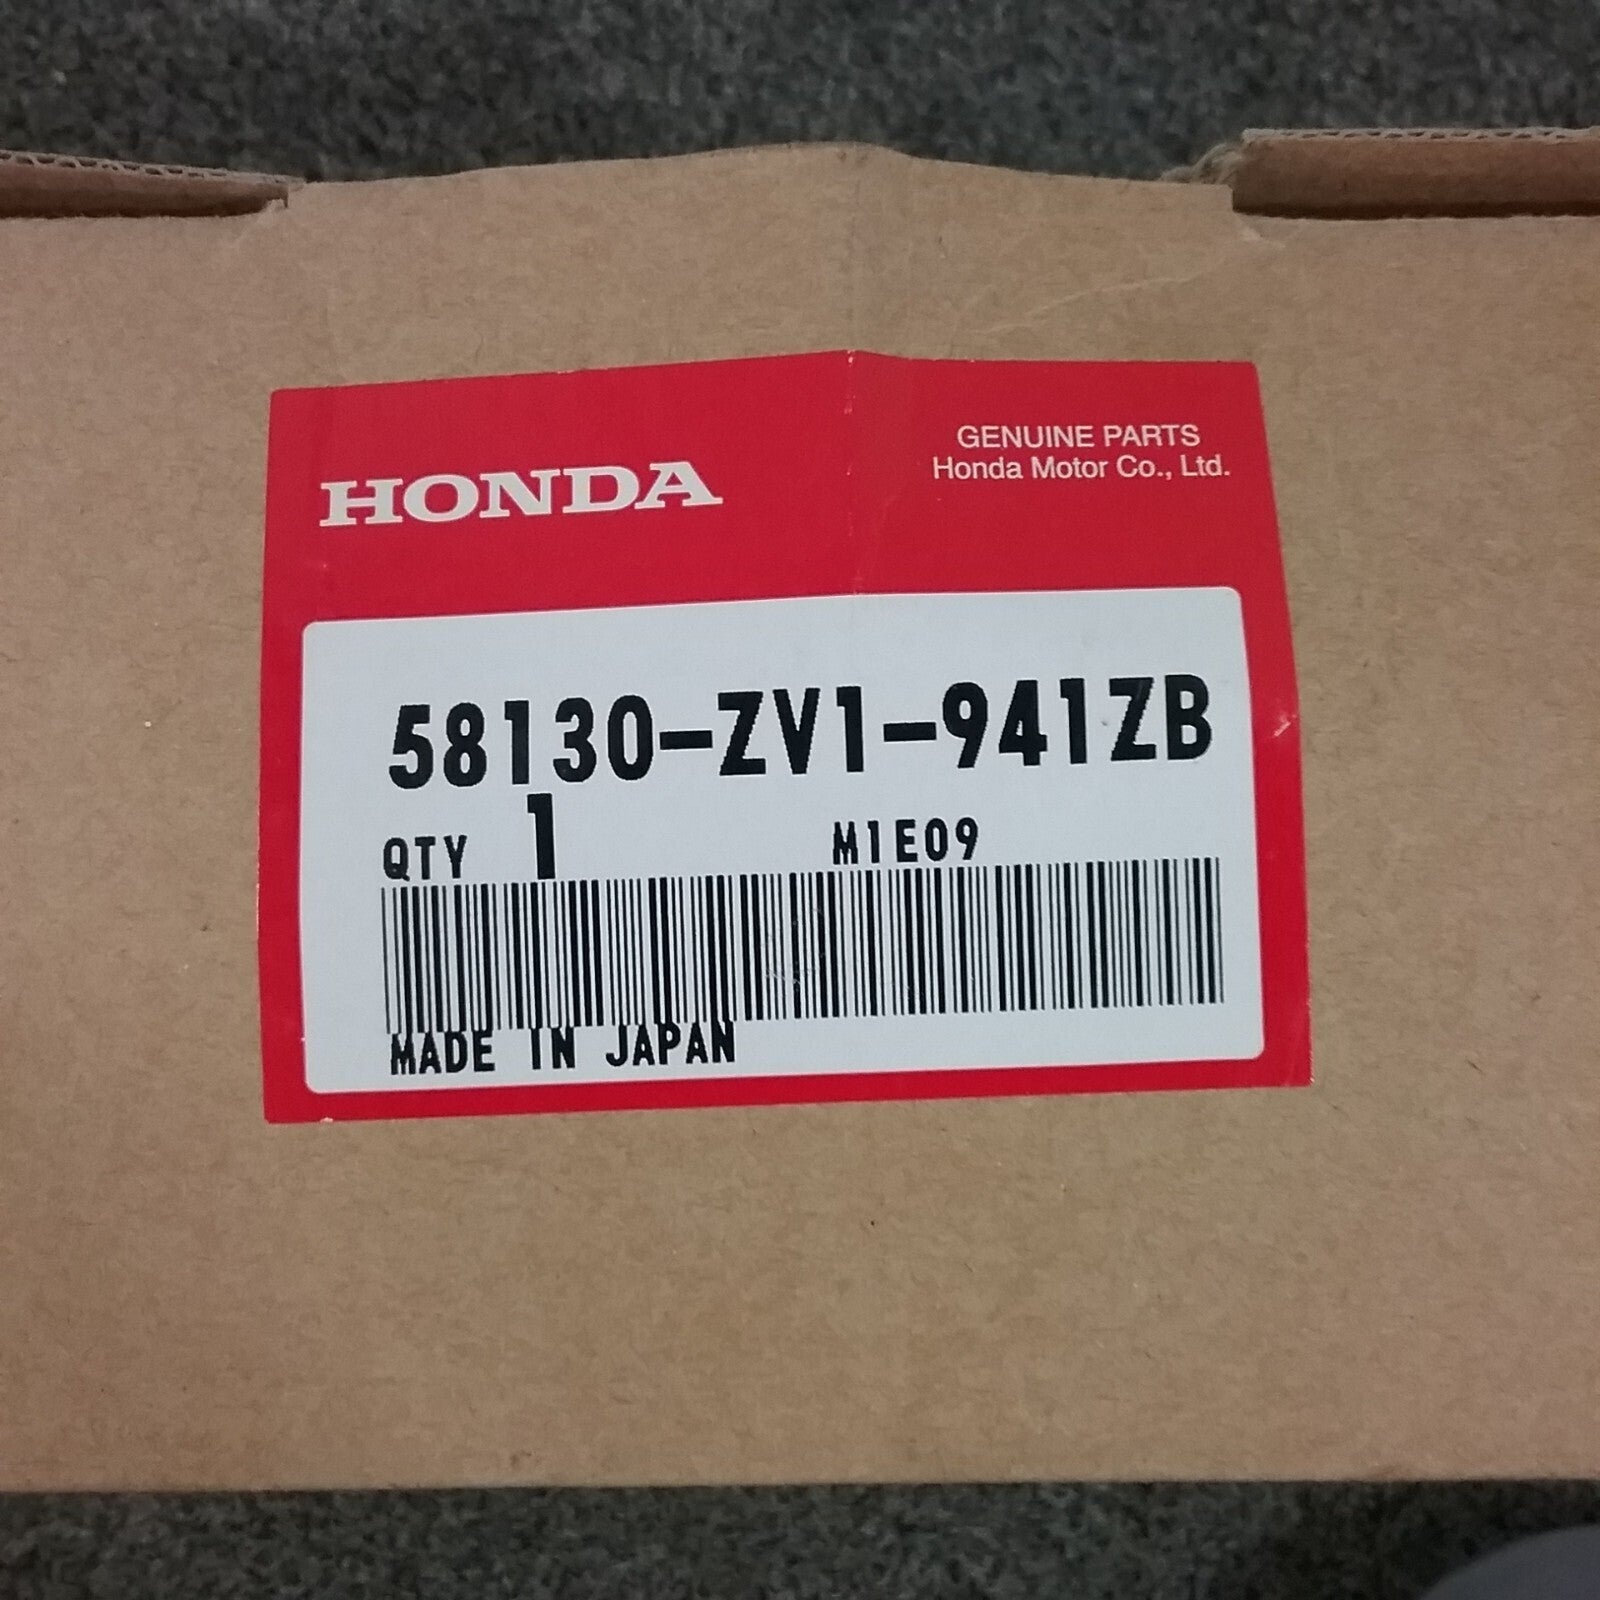 HONDA
GENUINE PARTS
Honda Motor Co., Ltd.
58130-ZV1-941ZB
QTY 1 M1E09
MADE IN JAPAN